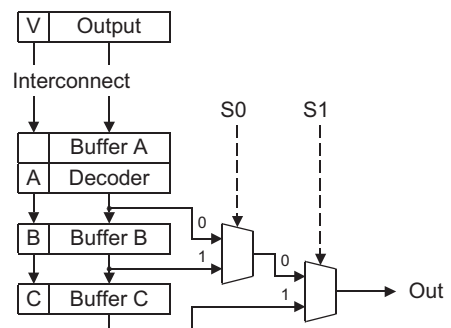 V Output
Interconnect
S0 S1
Buffer A
A Decoder
0
B Buffer B
1
0
C Buffer C
1
Out